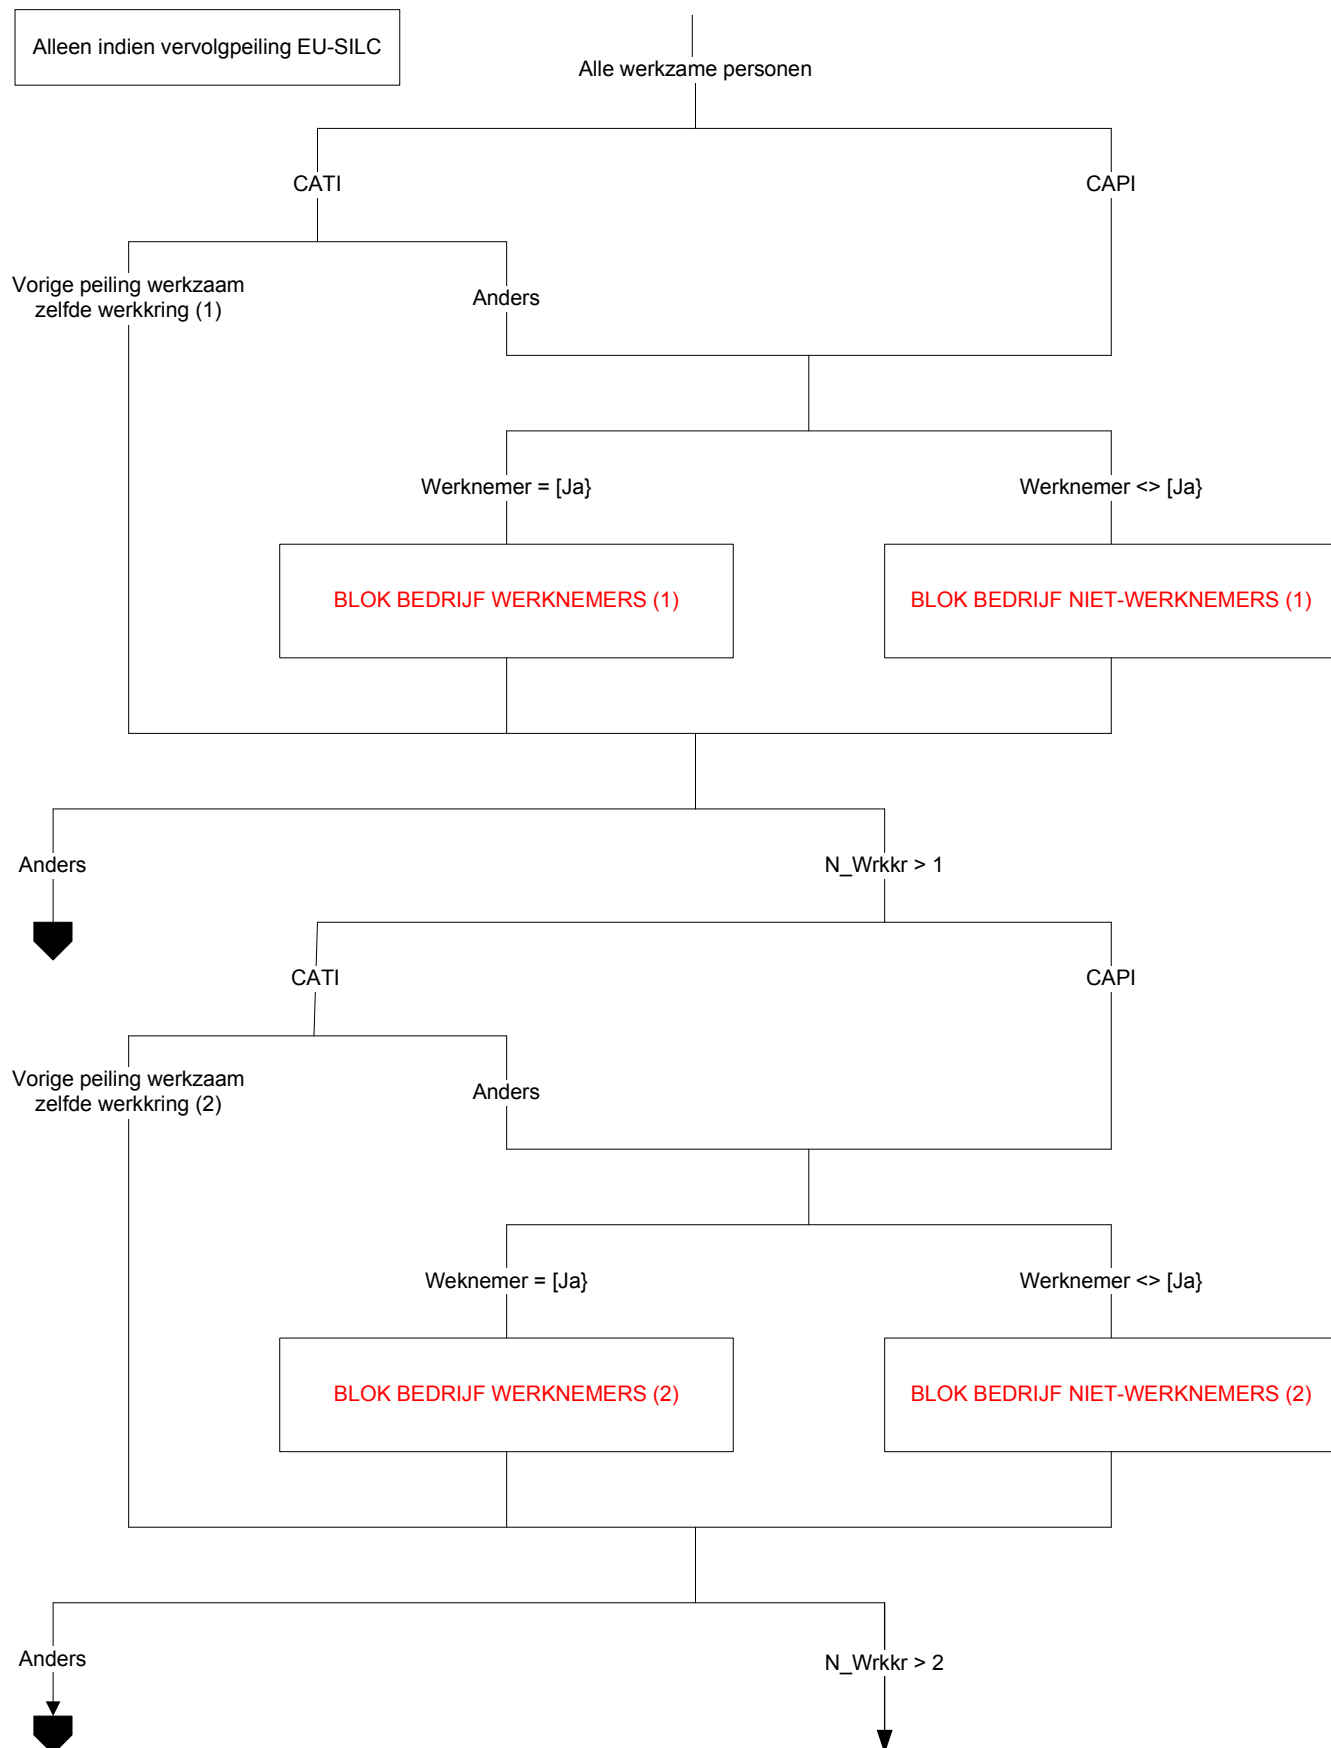 Alleen indien vervolgpeiling EU-SILC
Alle werkzame personen
CATI
CAPI
Vorige peiling werkzaam
zelfde werkkring (1)
Anders
Werknemer = [Ja}
Werknemer <> [Ja}
BLOK BEDRIJF WERKNEMERS (1)
BLOK BEDRIJF NIET-WERKNEMERS (1)
Anders
N_Wrkkr > 1
CATI
CAPI
Vorige peiling werkzaam
zelfde werkkring (2)
Anders
Weknemer = [Ja}
Werknemer <> [Ja}
BLOK BEDRIJF WERKNEMERS (2)
BLOK BEDRIJF NIET-WERKNEMERS (2)
Anders
N_Wrkkr > 2